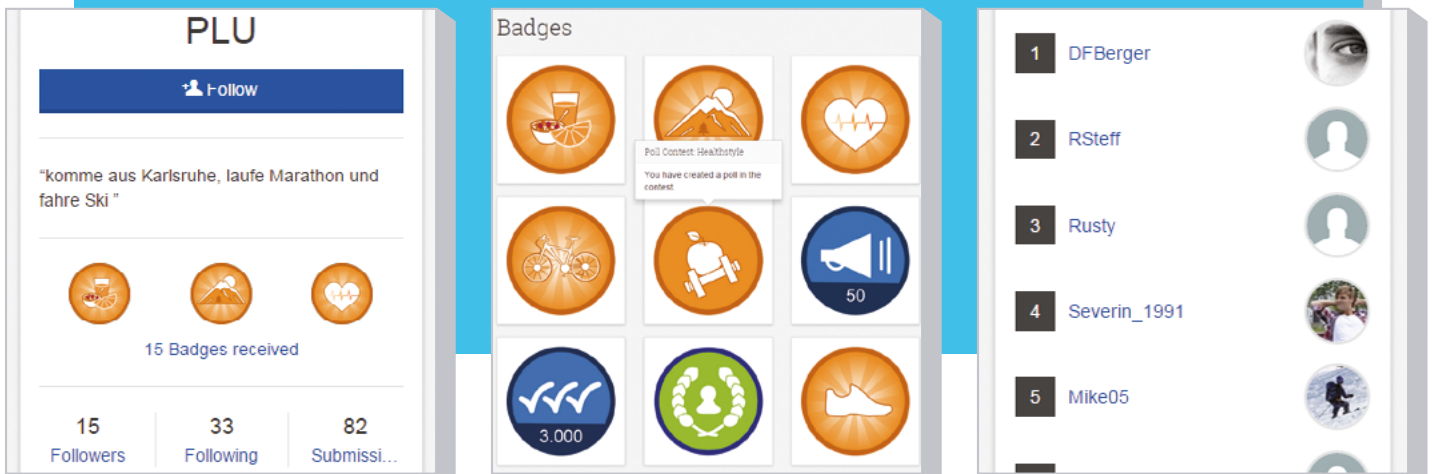 PLU
Follow
“komme aus Karlsruhe, laufe Marathon und
fahre Ski ”
15 Badges received
15
Followers
33
Following
82
Submissi...
Badges
Poll Contest: Healthstyle
You have created a poll in the
contest
50
3.000
1 DFBerger
2 RSteff
3 Rusty
4 Severin_1991
5 Mike05